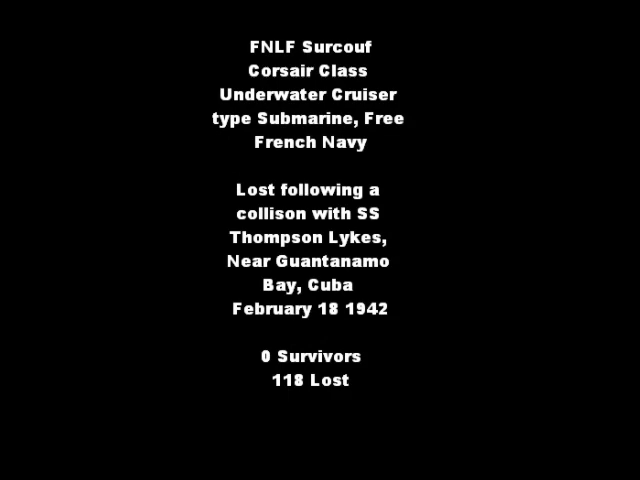 FNLF Surcouf
Corsair Class
Underwater Cruiser
type Submarine, Free
French Navy
Lost following a
collison with SS
Thompson Lykes,
Near Guantanamo
Bay, Cuba
February 18 1942
0 Survivors
118 Lost